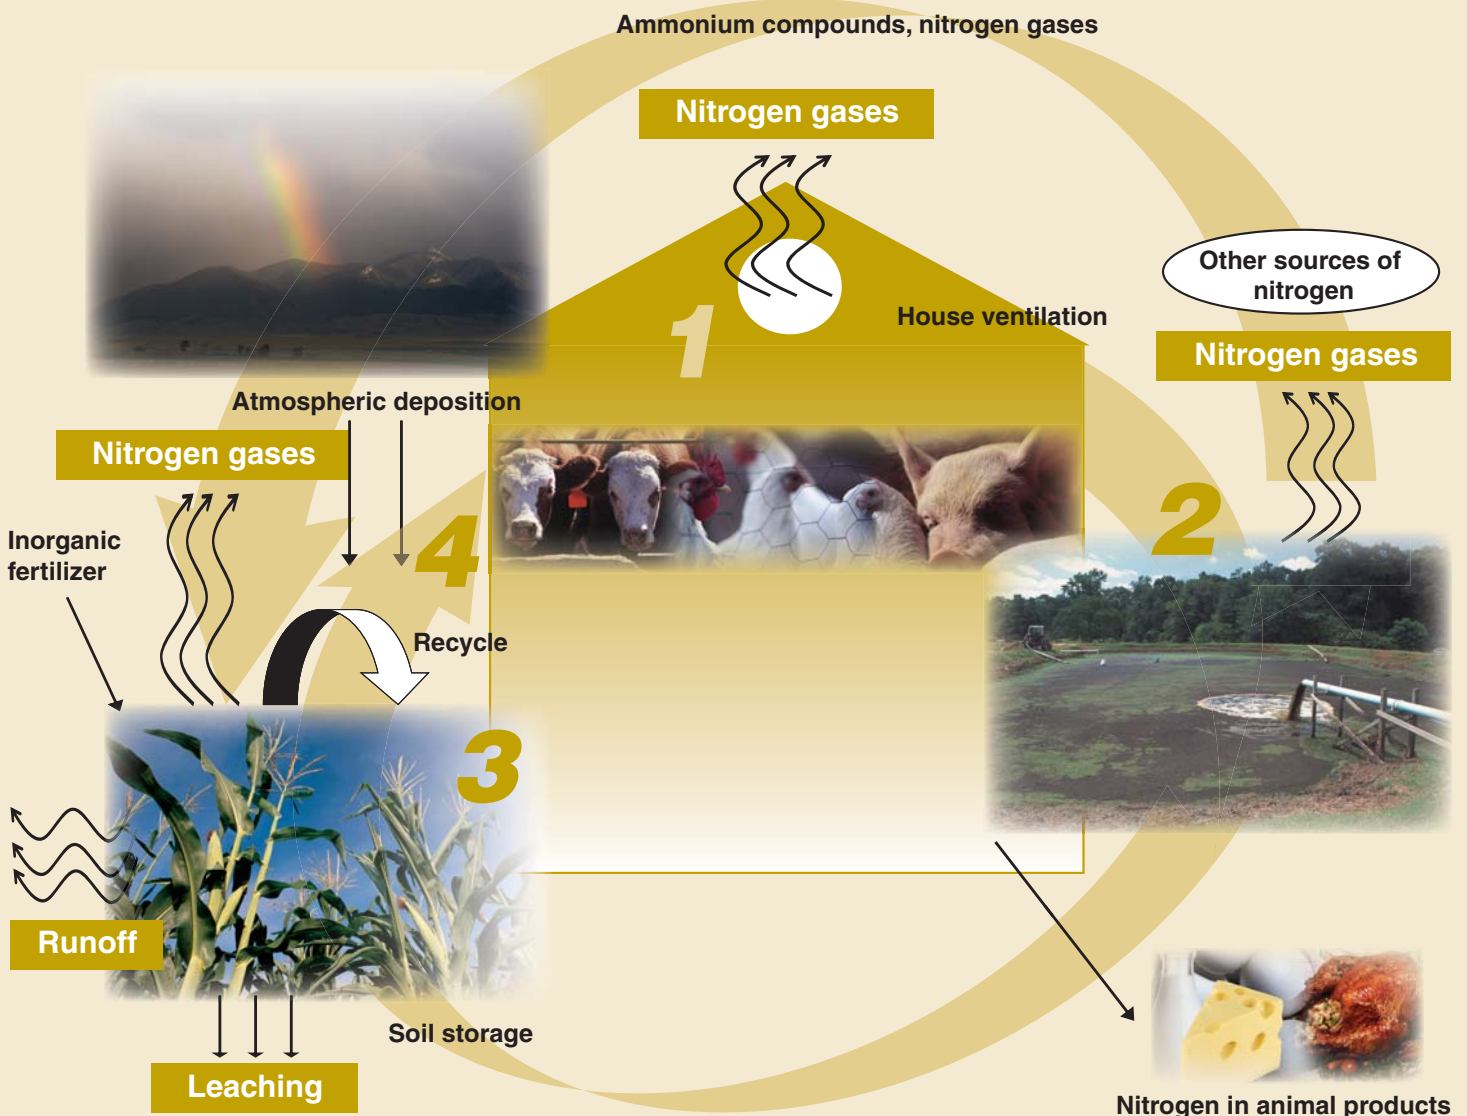 Ammonium compounds, nitrogen gases
Nitrogen gases
Other sources of
nitrogen
1
House ventilation
Nitrogen gases
Atmospheric deposition
Nitrogen gases
2
4
Inorganic
fertilizer
Recycle
3
Runoff
Soil storage
Leaching
Nitrogen in animal products